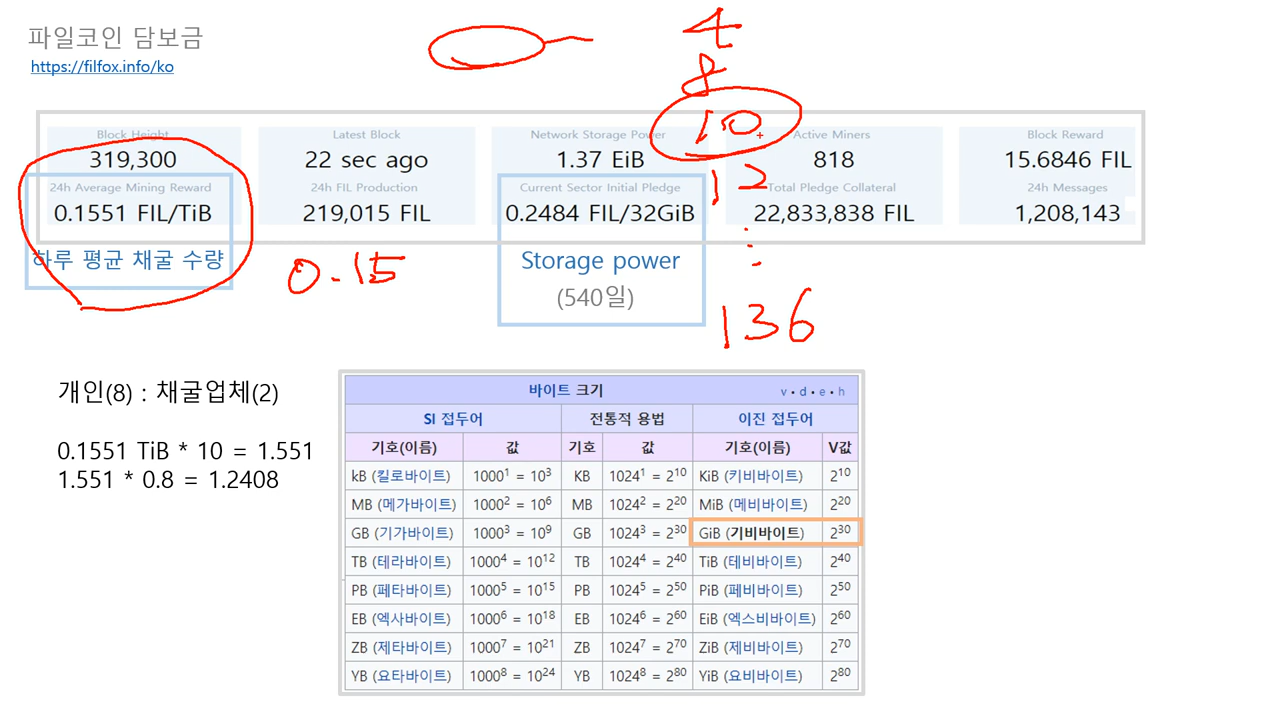 파일코인 담보금
https://filfox.info/ko
4
8
10
12
⋮
136
0.15
Block Height Latest Block Network Storage Power Active Miners Block Reward
319,300 22 sec ago 1.37 EiB 818 15.6846 FIL
24h Average Mining Reward 24h FIL Production Current Sector Initial Pledge Total Pledge Collateral 24h Messages
0.1551 FIL/TiB 219,015 FIL 0.2484 FIL/32GiB 22,833,838 FIL 1,208,143
하루 평균 채굴 수량
Storage power
(540일)
개인(8) : 채굴업체(2)
0.1551 TiB * 10 = 1.551
1.551 * 0.8 = 1.2408
바이트 크기 v • d • e • h
SI 접두어 전통적 용법 이진 접두어
기호(이름) 값 기호 값 기호(이름) V값
kB (킬로바이트) 1000¹ = 10³ KB 1024¹ = 2¹⁰ KiB (키비바이트) 2¹⁰
MB (메가바이트) 1000² = 10⁶ MB 1024² = 2²⁰ MiB (메비바이트) 2²⁰
GB (기가바이트) 1000³ = 10⁹ GB 1024³ = 2³⁰ GiB (기비바이트) 2³⁰
TB (테라바이트) 1000⁴ = 10¹² TB 1024⁴ = 2⁴⁰ TiB (테비바이트) 2⁴⁰
PB (페타바이트) 1000⁵ = 10¹⁵ PB 1024⁵ = 2⁵⁰ PiB (페비바이트) 2⁵⁰
EB (엑사바이트) 1000⁶ = 10¹⁸ EB 1024⁶ = 2⁶⁰ EiB (엑스비바이트) 2⁶⁰
ZB (제타바이트) 1000⁷ = 10²¹ ZB 1024⁷ = 2⁷⁰ ZiB (제비바이트) 2⁷⁰
YB (요타바이트) 1000⁸ = 10²⁴ YB 1024⁸ = 2⁸⁰ YiB (요비바이트) 2⁸⁰